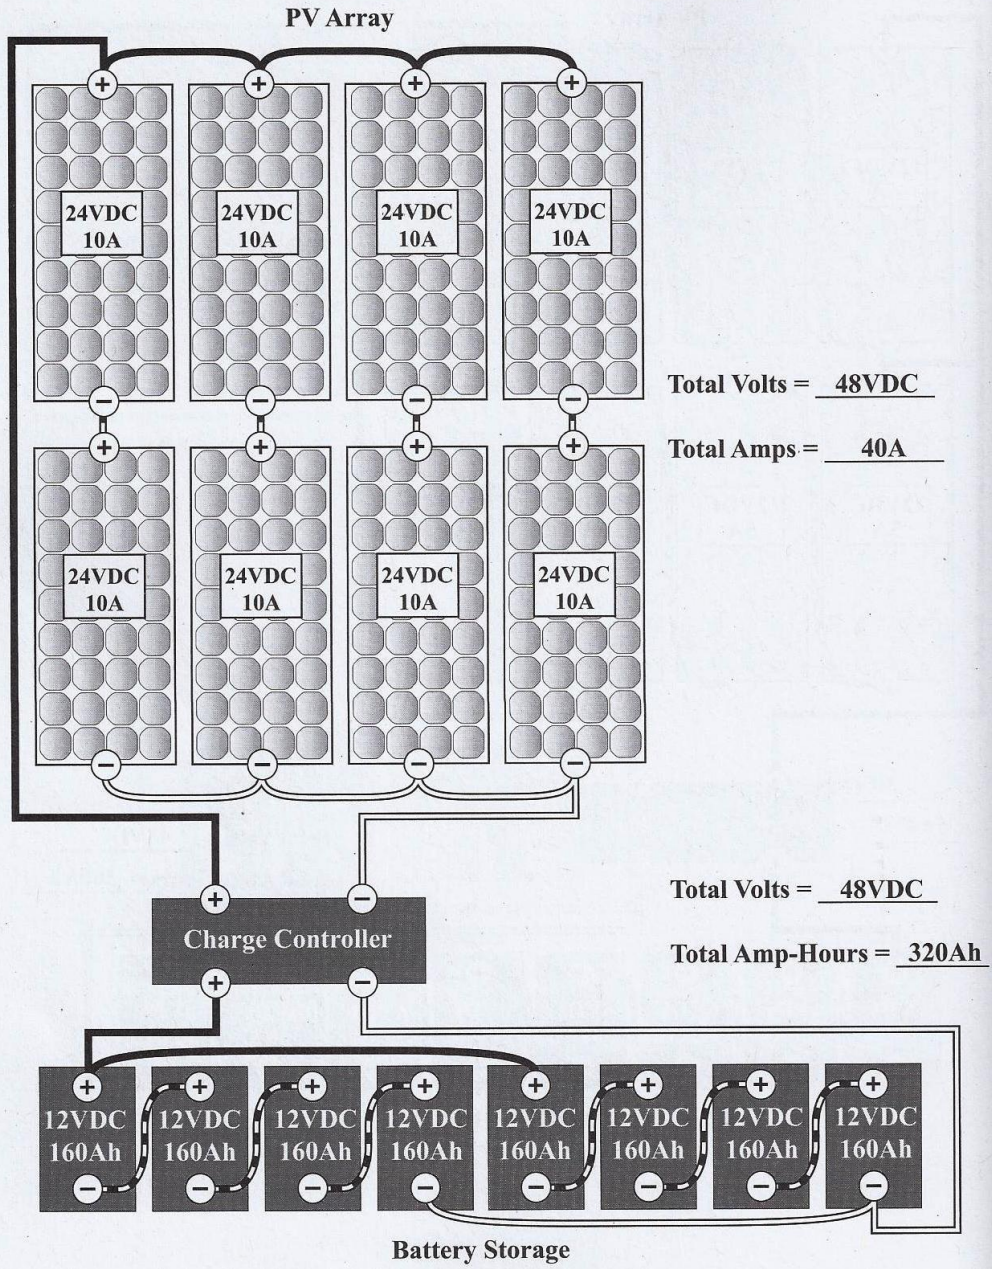 PV Array
24VDC
10A
24VDC
10A
24VDC
10A
24VDC
10A
Total Volts = 48VDC
Total Amps = 40A
24VDC
10A
24VDC
10A
24VDC
10A
24VDC
10A
Total Volts = 48VDC
Charge Controller
Total Amp-Hours = 320Ah
12VDC
160Ah
12VDC
160Ah
12VDC
160Ah
12VDC
160Ah
12VDC
160Ah
12VDC
160Ah
12VDC
160Ah
12VDC
160Ah
Battery Storage